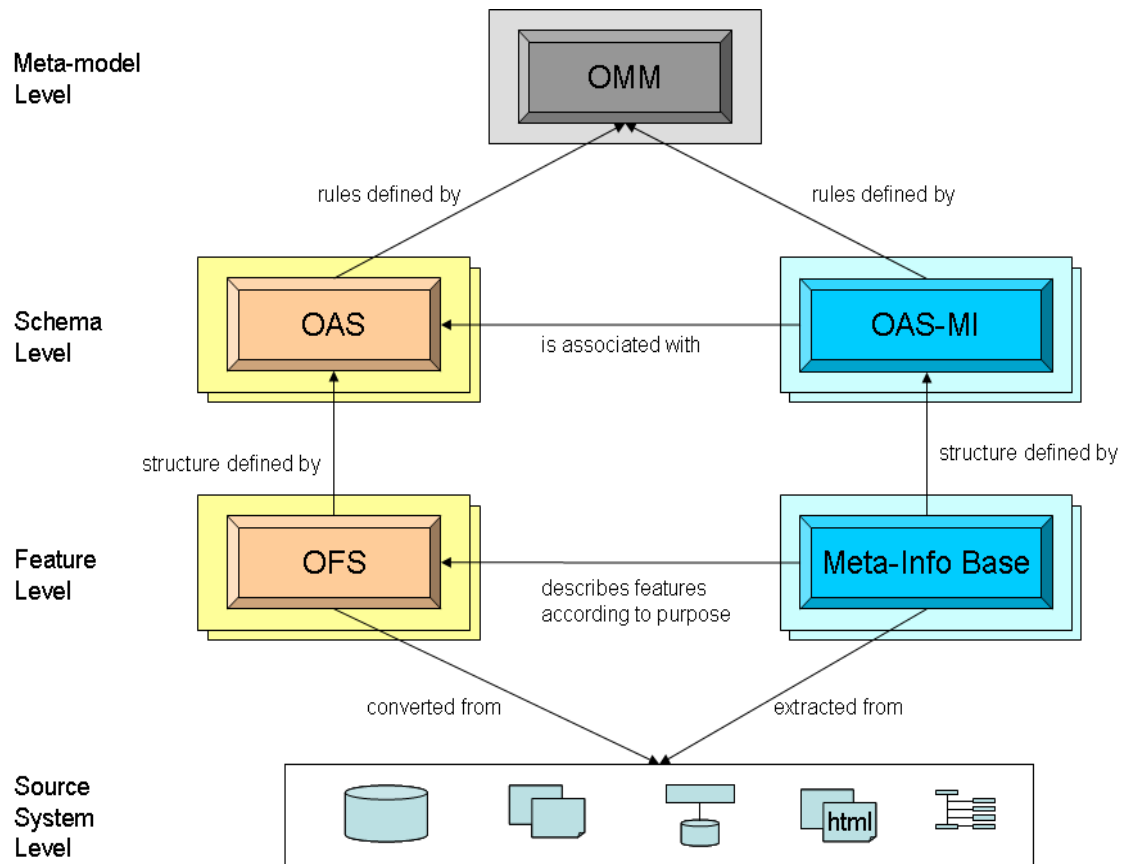 Meta-model
Level
OMM
rules defined by
rules defined by
Schema
Level
OAS
is associated with
OAS-MI
structure defined by
structure defined by
Feature
Level
OFS
describes features
according to purpose
Meta-Info Base
converted from
extracted from
Source
System
Level
html